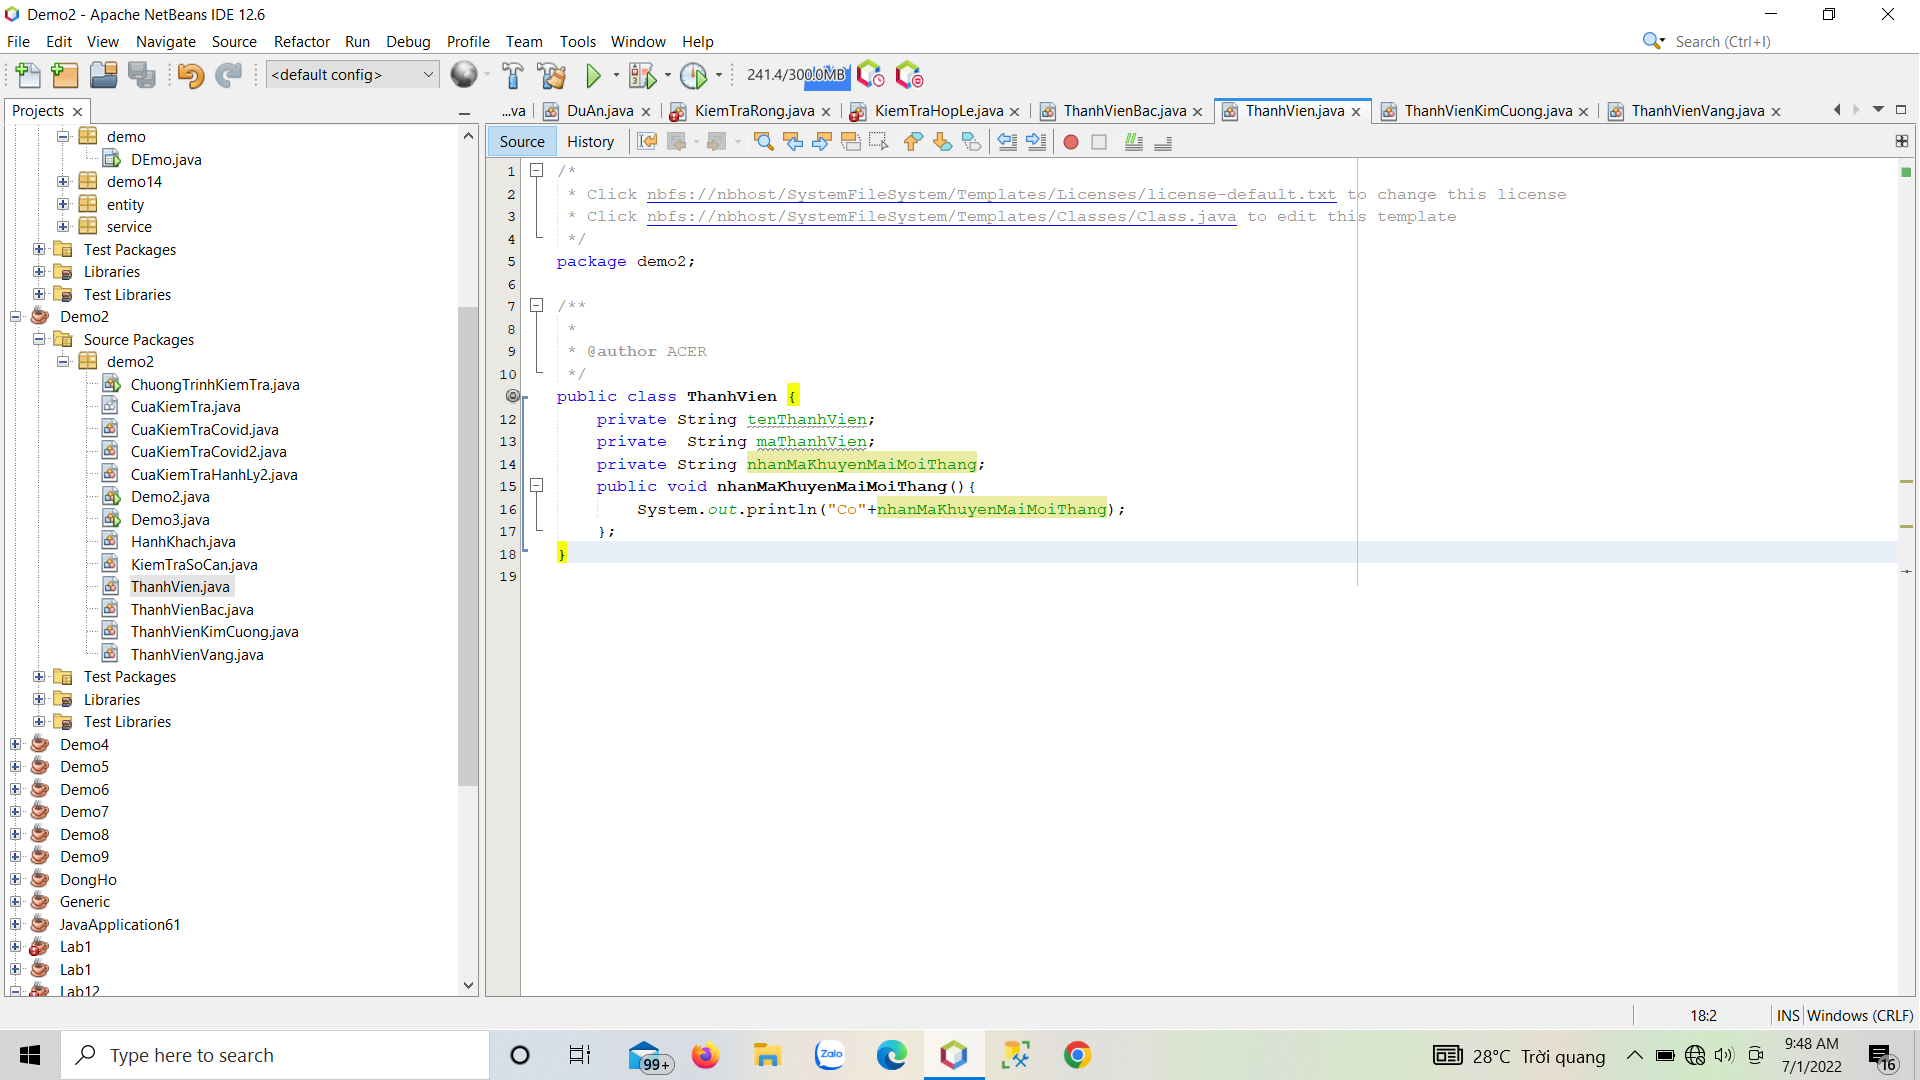 Demo2 - Apache NetBeans IDE 12.6
File Edit View Navigate Source Refactor Run Debug Profile Team Tools Window Help
Search (Ctrl+I)
<default config>
241.4/300.0MB
Projects
...va
DuAn.java
KiemTraRong.java
KiemTraHopLe.java
ThanhVienBac.java
ThanhVien.java
ThanhVienKimCuong.java
ThanhVienVang.java
demo
DEmo.java
demo14
entity
service
Test Packages
Libraries
Test Libraries
Demo2
Source Packages
demo2
ChuongTrinhKiemTra.java
CuaKiemTra.java
CuaKiemTraCovid.java
CuaKiemTraCovid2.java
CuaKiemTraHanhLy2.java
Demo2.java
Demo3.java
HanhKhach.java
KiemTraSoCan.java
ThanhVien.java
ThanhVienBac.java
ThanhVienKimCuong.java
ThanhVienVang.java
Test Packages
Libraries
Test Libraries
Demo4
Demo5
Demo6
Demo7
Demo8
Demo9
DongHo
Generic
JavaApplication61
Lab1
Lab1
Lab12
Source History
1 /*
2 * Click nbfs://nbhost/SystemFileSystem/Templates/Licenses/license-default.txt to change this license
3 * Click nbfs://nbhost/SystemFileSystem/Templates/Classes/Class.java to edit this template
4 */
5 package demo2;
6
7 /**
8 *
9 * @author ACER
10 */
public class ThanhVien {
12 private String tenThanhVien;
13 private  String maThanhVien;
14 private String nhanMaKhuyenMaiMoiThang;
15 public void nhanMaKhuyenMaiMoiThang(){
16 System.out.println("Co"+nhanMaKhuyenMaiMoiThang);
17 };
18 }
19
18:2 INS Windows (CRLF)
Type here to search
99+
Zalo
28°C Trời quang
9:48 AM
7/1/2022
16